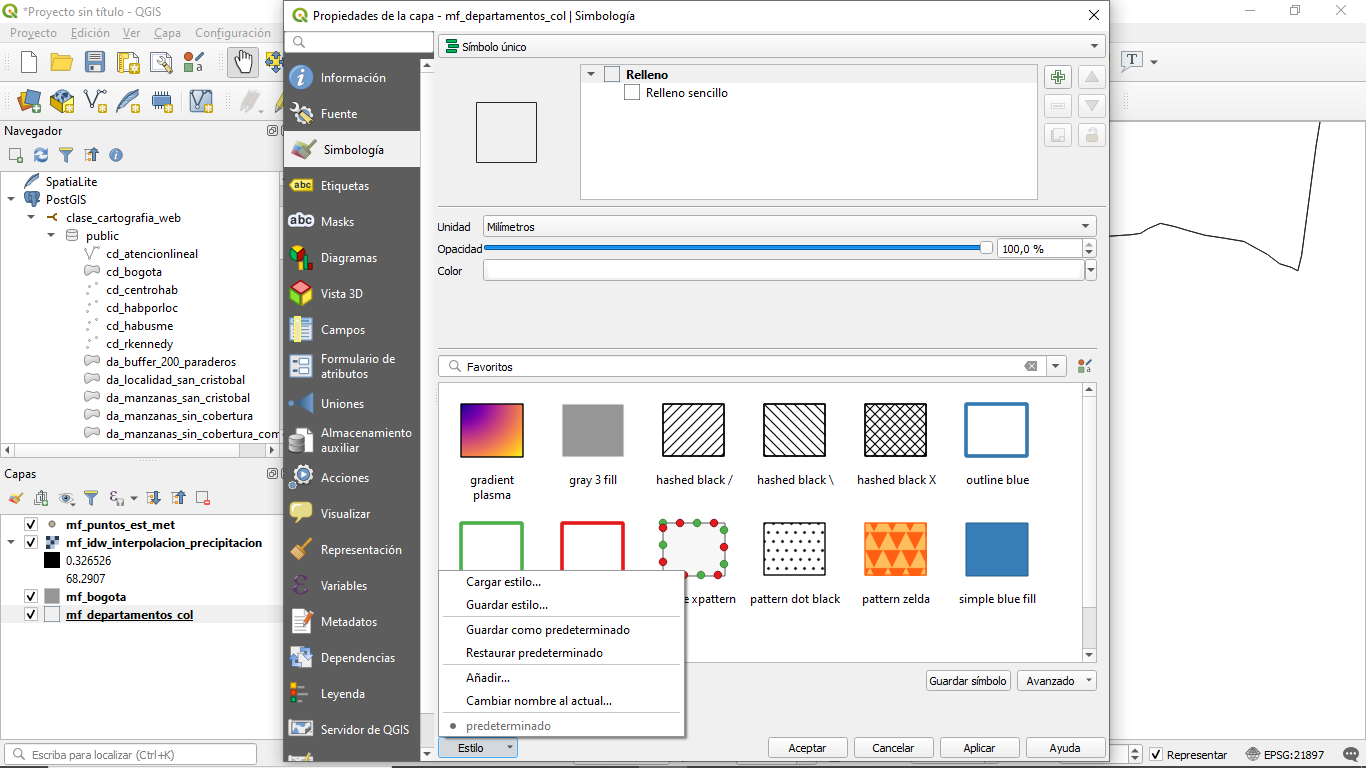 *Proyecto sin título - QGIS
Proyecto Edición Ver Capa Configuración
Navegador
SpatiaLite
PostGIS
clase_cartografia_web
public
cd_atencionlineal
cd_bogota
cd_centrohab
cd_habporloc
cd_habusme
cd_rkennedy
da_buffer_200_paraderos
da_localidad_san_cristobal
da_manzanas_san_cristobal
da_manzanas_sin_cobertura
da_manzanas_sin_cobertura_com
Capas
mf_puntos_est_met
mf_idw_interpolacion_precipitacion
0.326526
68.2907
mf_bogota
mf_departamentos_col
Escriba para localizar (Ctrl+K)
Propiedades de la capa - mf_departamentos_col | Simbología
Información
Fuente
Simbología
abc Etiquetas
abc Masks
Diagramas
Vista 3D
Campos
Formulario de
atributos
Uniones
Almacenamiento
auxiliar
Acciones
Visualizar
Representación
Variables
Metadatos
Dependencias
Leyenda
Servidor de QGIS
Símbolo único
Relleno
Relleno sencillo
Unidad Milímetros
Opacidad 100,0 %
Color
Favoritos
gradient
plasma
gray 3 fill
hashed black /
hashed black \
hashed black X
outline blue
xpattern
pattern dot black
pattern zelda
simple blue fill
Cargar estilo...
Guardar estilo...
Guardar como predeterminado
Restaurar predeterminado
Añadir...
Cambiar nombre al actual...
predeterminado
Guardar símbolo
Avanzado
Estilo
Aceptar
Cancelar
Aplicar
Ayuda
T
Representar
EPSG:21897